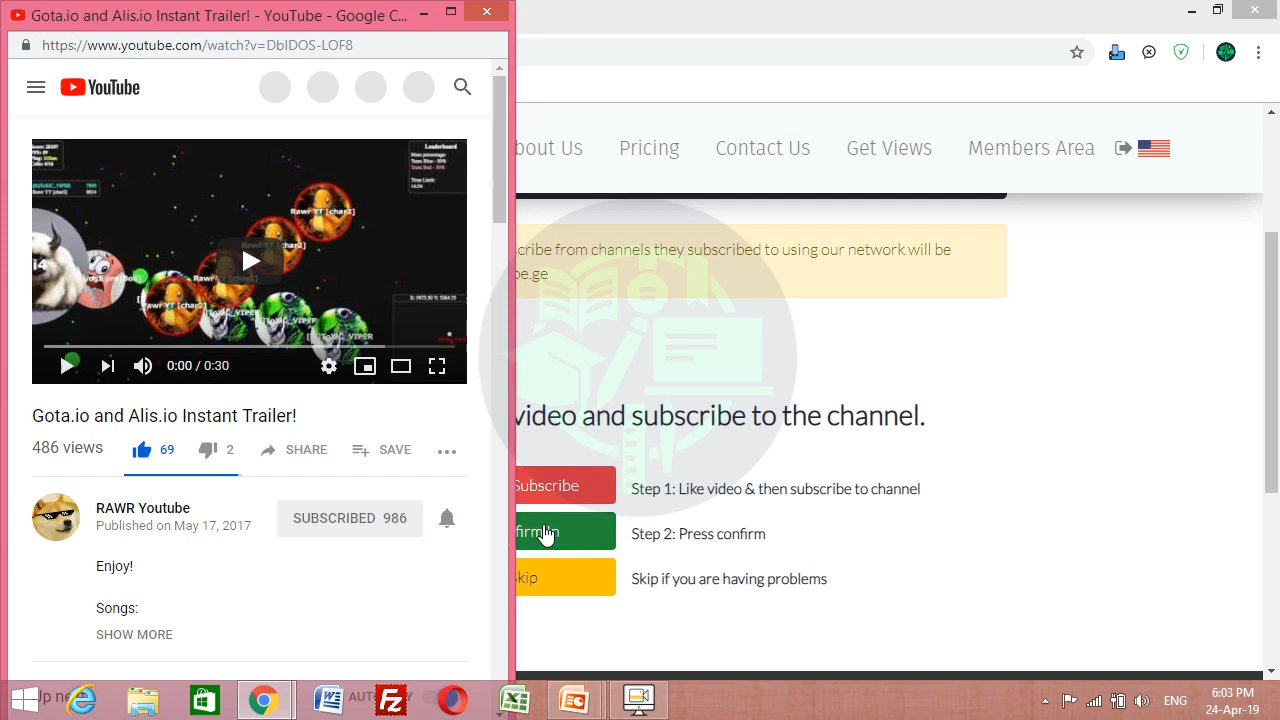 Gota.io and Alis.io Instant Trailer! - YouTube - Google C...
https://www.youtube.com/watch?v=DbIDOS-LOF8
YouTube
Leaderboard
Rawr YT [char2]
0:00 / 0:30
Gota.io and Alis.io Instant Trailer!
486 views
69
2
SHARE
SAVE
RAWR Youtube
Published on May 17, 2017
SUBSCRIBED 986
Enjoy!
Songs:
SHOW MORE
bout Us
Pricing
Contact Us
Get Views
Members Area
cribe from channels they subscribed to using our network will be
be.ge
video and subscribe to the channel.
Subscribe
Step 1: Like video & then subscribe to channel
Step 2: Press confirm
kip
Skip if you are having problems
ENG
6:03 PM
24-Apr-19